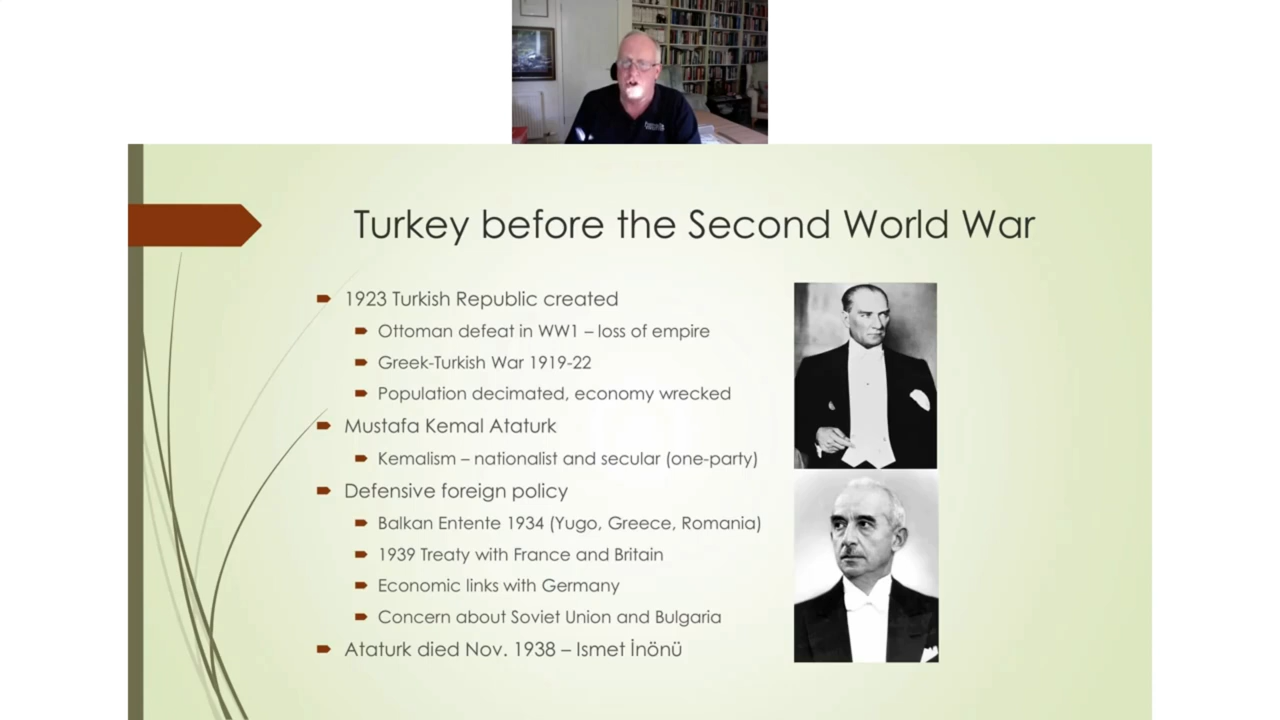 Turkey before the Second World War
1923 Turkish Republic created
Ottoman defeat in WW1 – loss of empire
Greek-Turkish War 1919-22
Population decimated, economy wrecked
Mustafa Kemal Ataturk
Kemalism – nationalist and secular (one-party)
Defensive foreign policy
Balkan Entente 1934 (Yugo, Greece, Romania)
1939 Treaty with France and Britain
Economic links with Germany
Concern about Soviet Union and Bulgaria
Ataturk died Nov. 1938 – Ismet İnönü